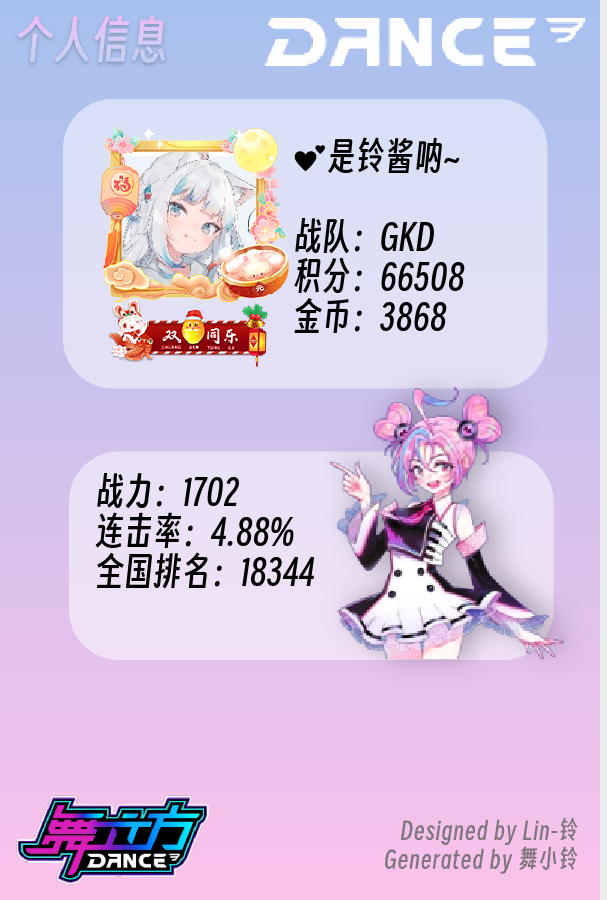 个人信息
DANCE
♥♥是铃酱呐~
福
战队：GKD
积分：66508
金币：3868
元
双 同乐
SHUANG DAN TONG LE
战力：1702
连击率：4.88%
全国排名：18344
舞立方
DANCE
Designed by Lin-铃
Generated by 舞小铃